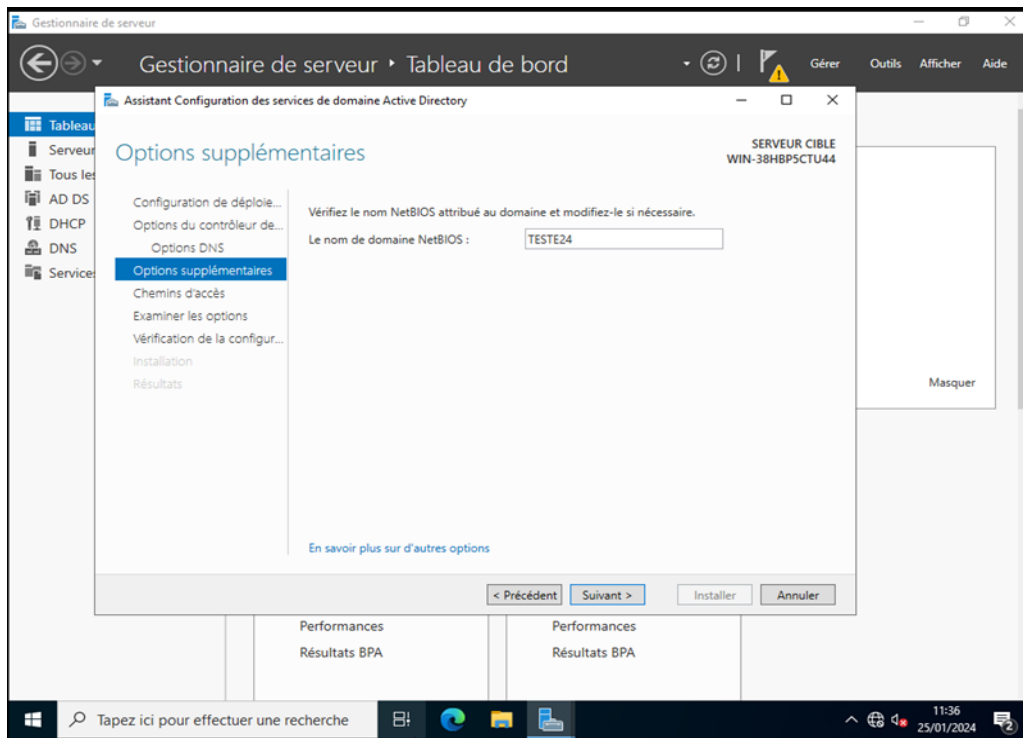 Gestionnaire de serveur
Gestionnaire de serveur
Tableau de bord
Gérer
Outils
Afficher
Aide
Assistant Configuration des services de domaine Active Directory
Tableau
Serveur
Tous les
AD DS
DHCP
DNS
Services
Options supplémentaires
SERVEUR CIBLE
WIN-38HBP5CTU44
Configuration de déploie...
Options du contrôleur de...
Options DNS
Options supplémentaires
Chemins d'accès
Examiner les options
Vérification de la configur...
Installation
Résultats
Vérifiez le nom NetBIOS attribué au domaine et modifiez-le si nécessaire.
Le nom de domaine NetBIOS :
TESTE24
En savoir plus sur d'autres options
Masquer
< Précédent
Suivant >
Installer
Annuler
Performances
Performances
Résultats BPA
Résultats BPA
Tapez ici pour effectuer une recherche
11:36
25/01/2024
2